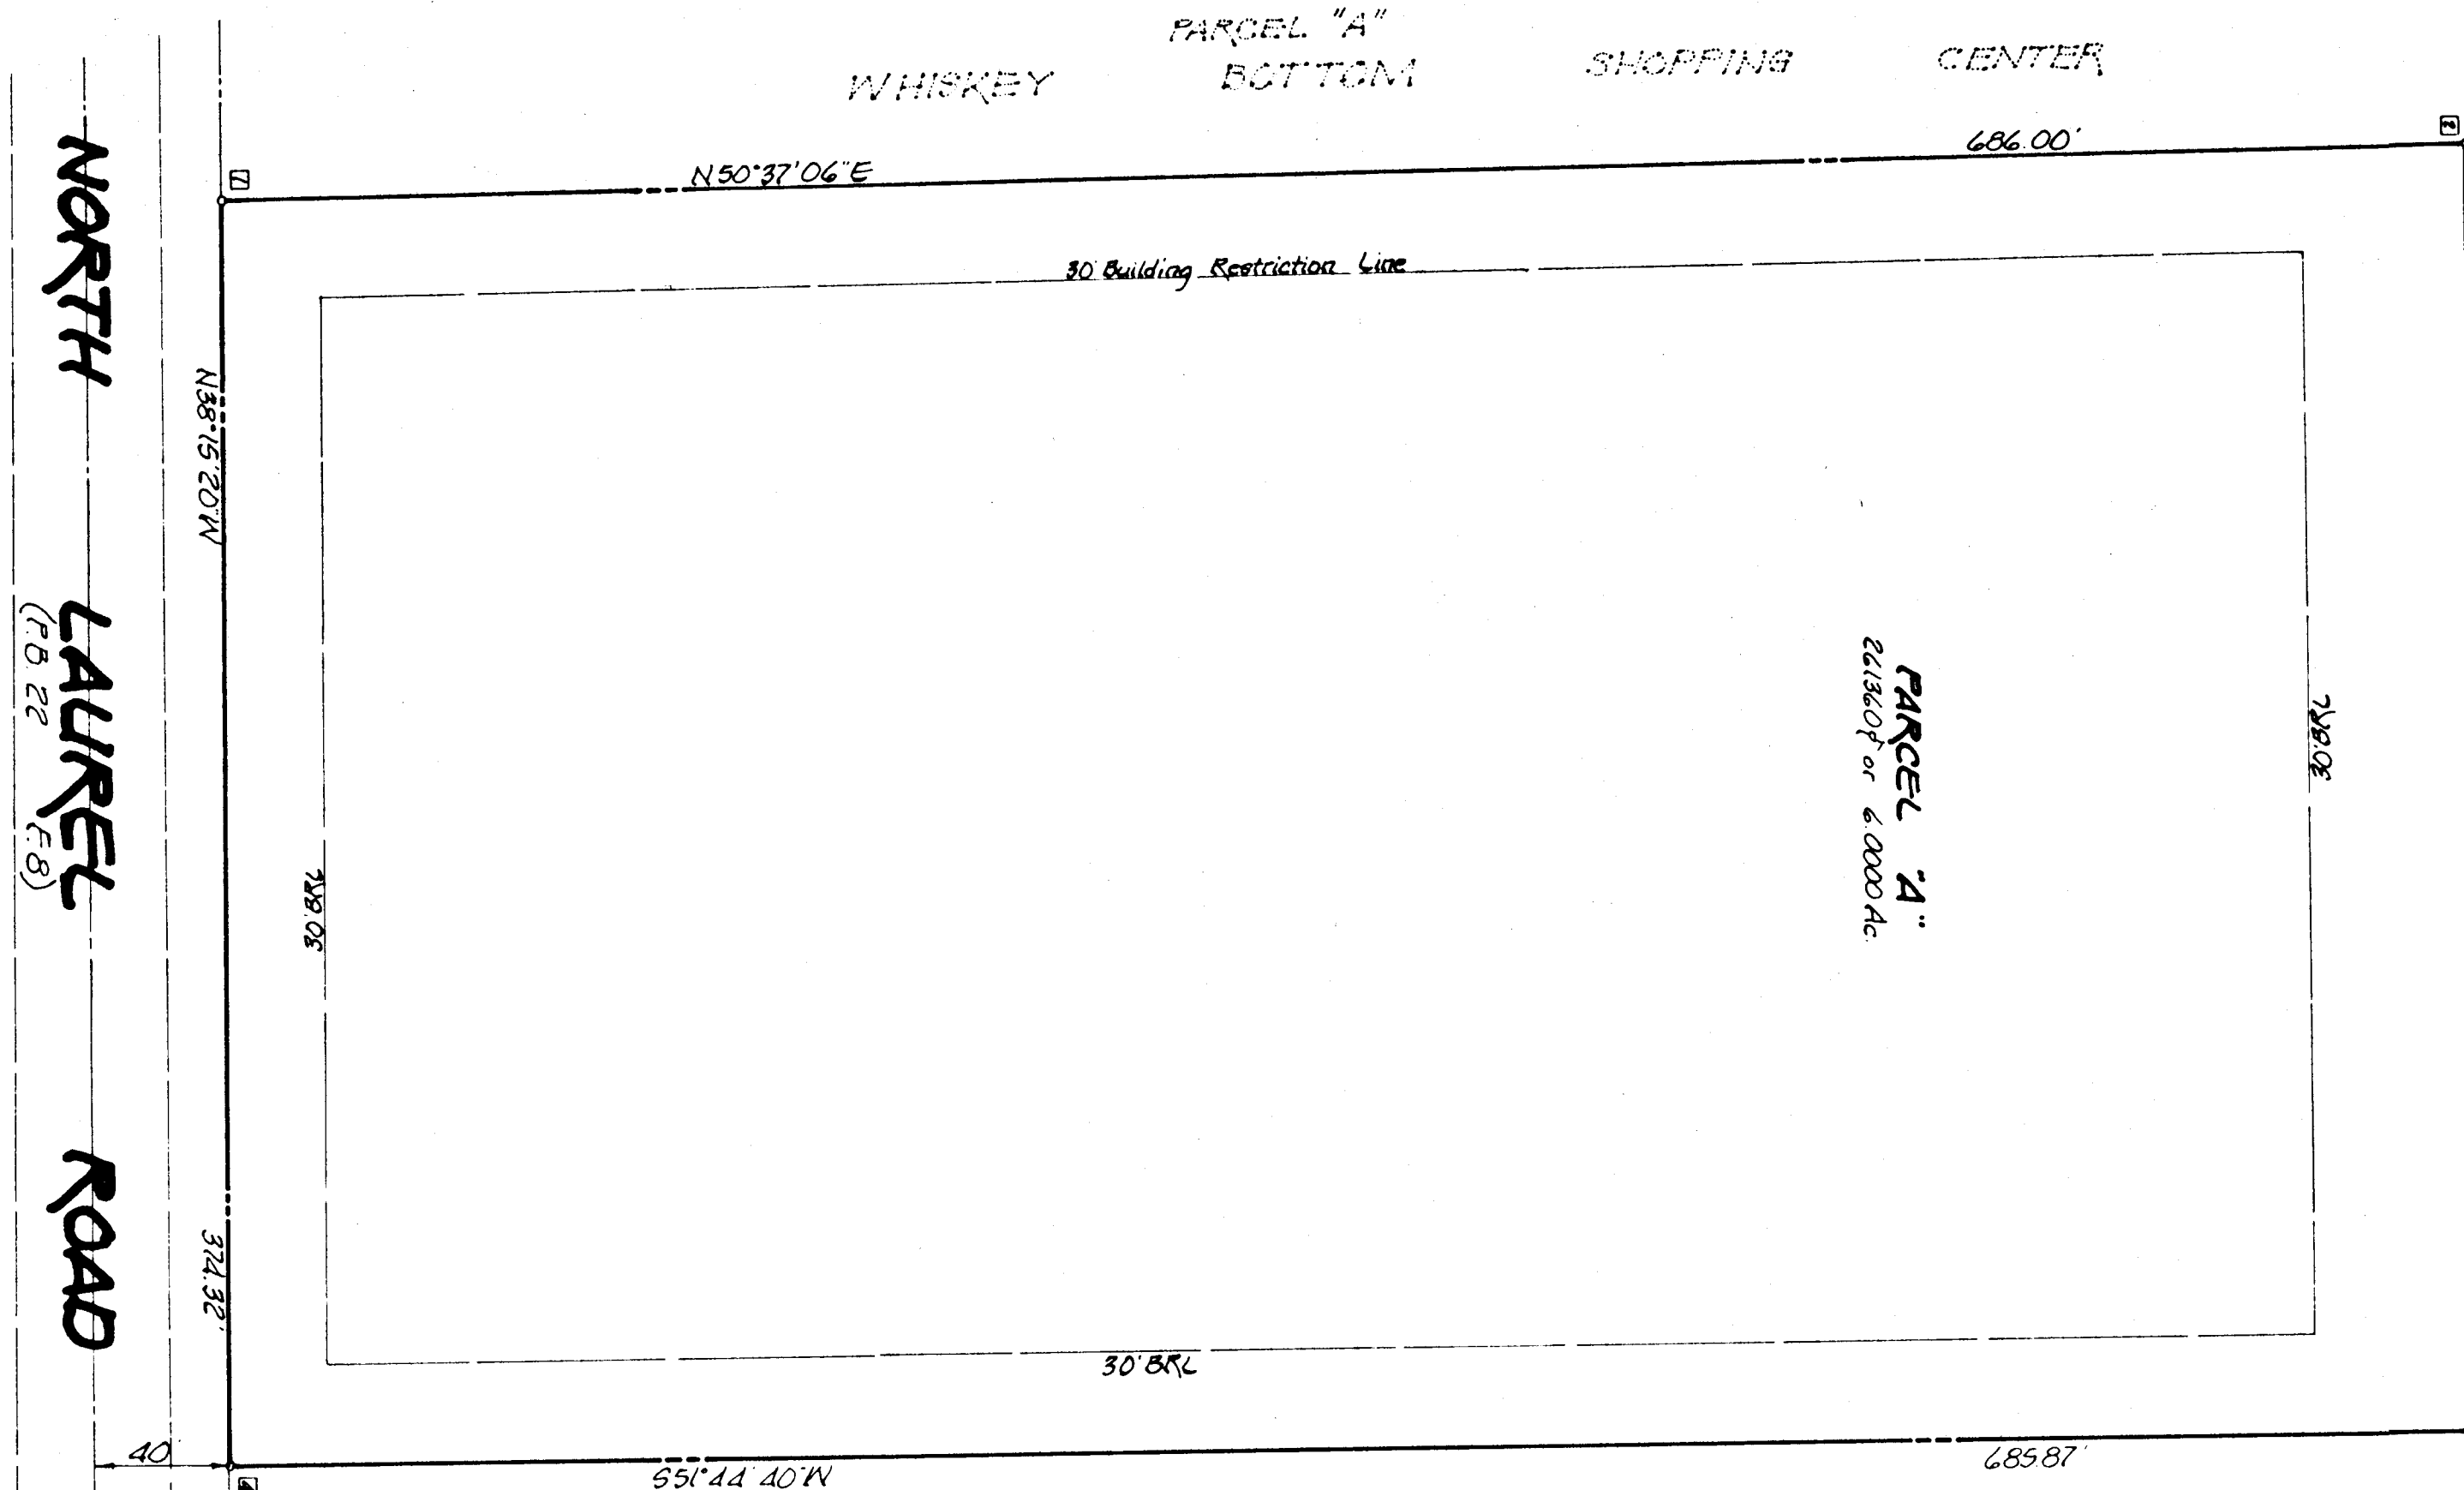 PARCEL "A"
WHISKEY BOTTOM SHOPPING CENTER
N50°37'06"E
686.00'
30' Building Restriction Line
NORTH LAUREL ROAD
(P.B. 22 F.8)
N38°15'20"W
374.32'
30'BRL
PARCEL "A"
261360⌀ or 6.0000 Ac.
30'BRL
30' BRL
40'
S51°44'40"W
685.87'